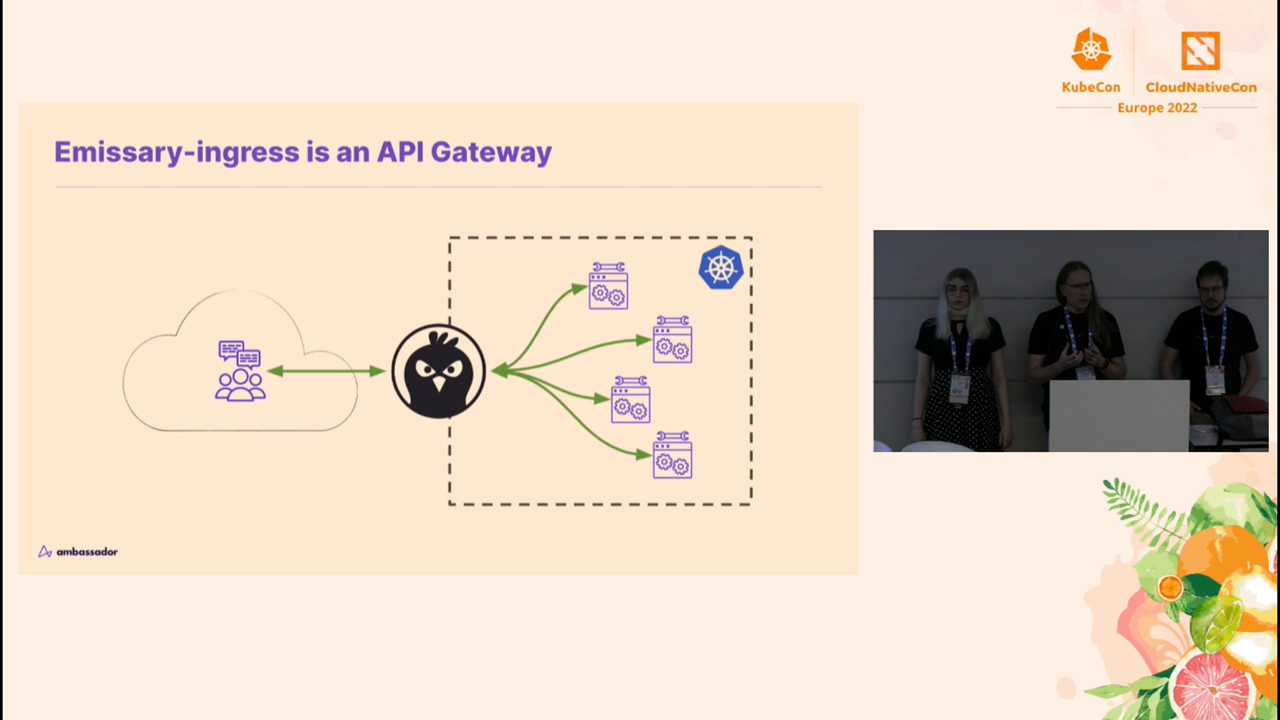 KubeCon
CloudNativeCon
Europe 2022
Emissary-ingress is an API Gateway
ambassador